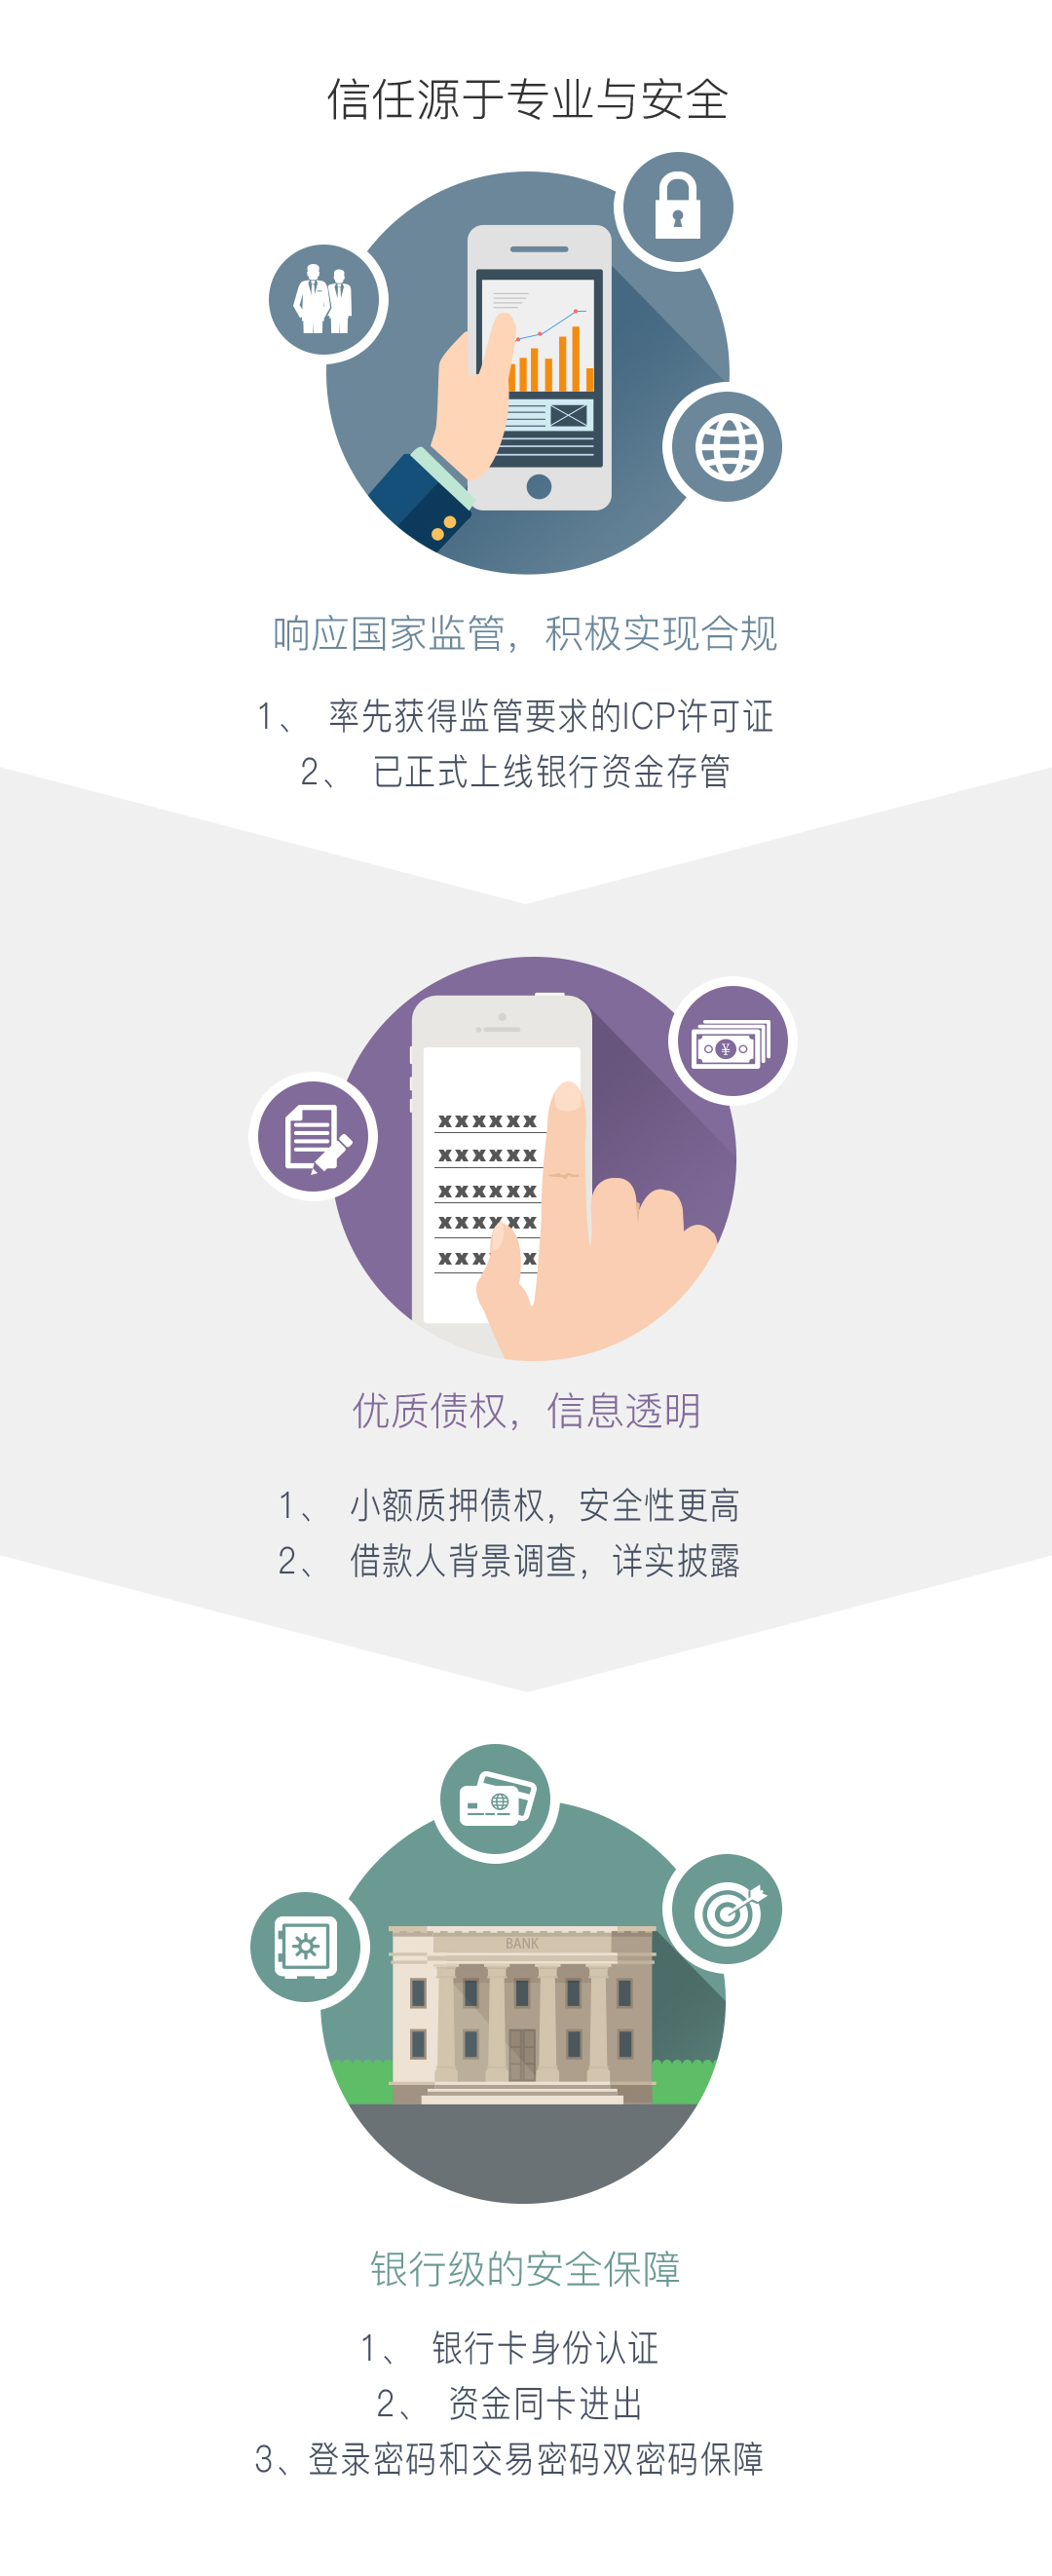 信任源于专业与安全
响应国家监管，积极实现合规
1、 率先获得监管要求的ICP许可证
2、 已正式上线银行资金存管
xxxxxx
xxxxxx
xxxxxx
xxxxxx
xxx x
优质债权，信息透明
1、 小额质押债权，安全性更高
2、 借款人背景调查，详实披露
BANK
银行级的安全保障
1、 银行卡身份认证
2、 资金同卡进出
3、登录密码和交易密码双密码保障